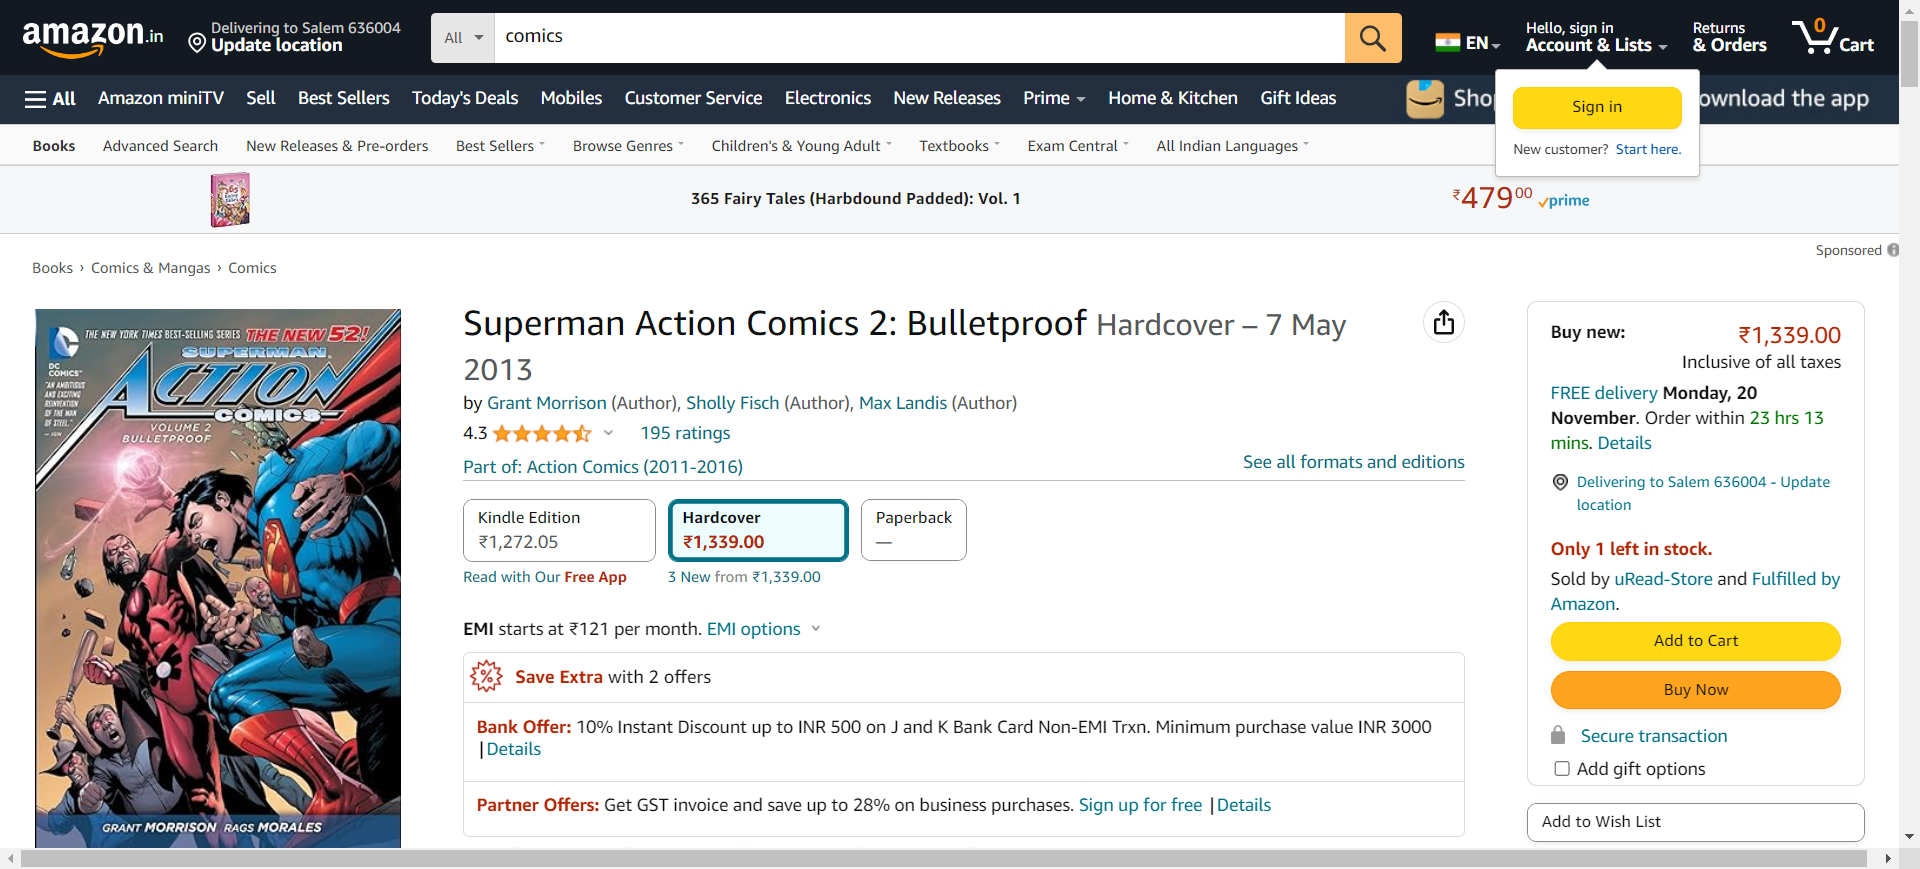 amazon.in
Delivering to Salem 636004
Update location
All
comics
EN
Hello, sign in
Account & Lists
Returns
& Orders
0
Cart
All
Amazon miniTV
Sell
Best Sellers
Today's Deals
Mobiles
Customer Service
Electronics
New Releases
Prime
Home & Kitchen
Gift Ideas
Sho
ownload the app
Sign in
New customer? Start here.
Books
Advanced Search
New Releases & Pre-orders
Best Sellers
Browse Genres
Children's & Young Adult
Textbooks
Exam Central
All Indian Languages
365 Fairy Tales (Harbdound Padded): Vol. 1
₹47900
prime
Sponsored
Books › Comics & Mangas › Comics
THE NEW YORK TIMES BEST-SELLING SERIES THE NEW 52!
DC
COMICS™
"AN AMBITIOUS
AND EXCITING
REINVENTION
OF THE MAN
OF STEEL."
— IGN
SUPERMAN
ACTION
COMICS
VOLUME 2
BULLETPROOF
GRANT MORRISON RAGS MORALES
Superman Action Comics 2: Bulletproof Hardcover – 7 May
2013
by Grant Morrison (Author), Sholly Fisch (Author), Max Landis (Author)
4.3
195 ratings
Part of: Action Comics (2011-2016)
See all formats and editions
Kindle Edition
₹1,272.05
Hardcover
₹1,339.00
Paperback
—
Read with Our Free App
3 New from ₹1,339.00
EMI starts at ₹121 per month. EMI options
Save Extra with 2 offers
Bank Offer: 10% Instant Discount up to INR 500 on J and K Bank Card Non-EMI Trxn. Minimum purchase value INR 3000
|Details
Partner Offers: Get GST invoice and save up to 28% on business purchases. Sign up for free |Details
Buy new:
₹1,339.00
Inclusive of all taxes
FREE delivery Monday, 20
November. Order within 23 hrs 13
mins. Details
Delivering to Salem 636004 - Update
location
Only 1 left in stock.
Sold by uRead-Store and Fulfilled by
Amazon.
Add to Cart
Buy Now
Secure transaction
Add gift options
Add to Wish List